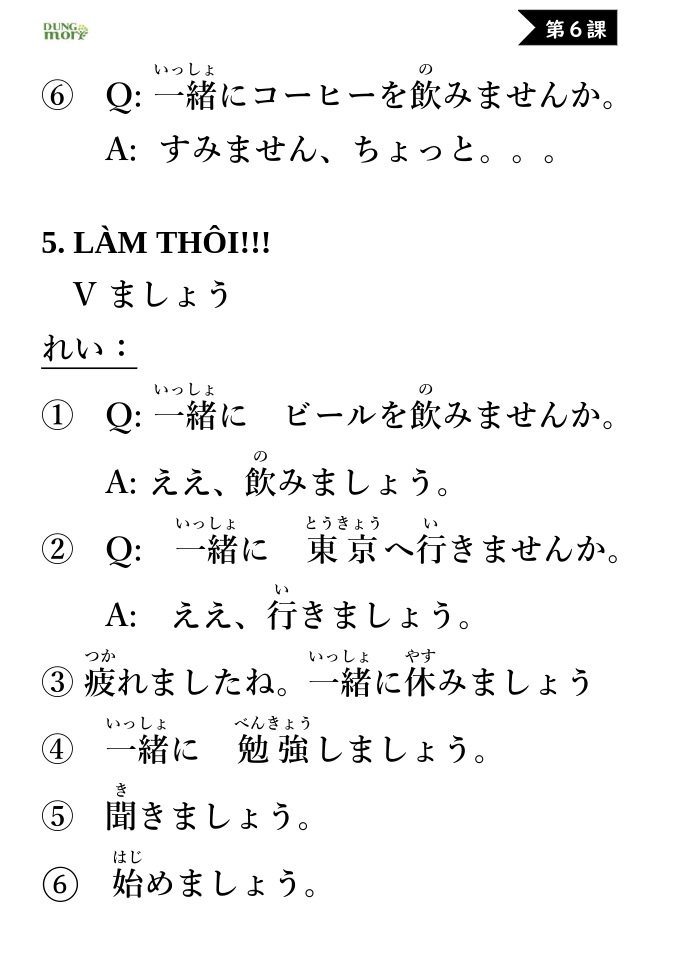 DUNG mori
第6課
いっしょ の
⑥ Q: 一緒にコーヒーを飲みませんか。
A: すみません、ちょっと。。。
5. LÀM THÔI!!!
V ましょう
れい：
いっしょ の
① Q: 一緒に ビールを飲みませんか。
の
A: ええ、飲みましょう。
いっしょ とうきょう い
② Q: 一緒に 東京へ行きませんか。
い
A: ええ、行きましょう。
つか いっしょ やす
③ 疲れましたね。一緒に休みましょう
いっしょ べんきょう
④ 一緒に 勉強しましょう。
き
⑤ 聞きましょう。
はじ
⑥ 始めましょう。